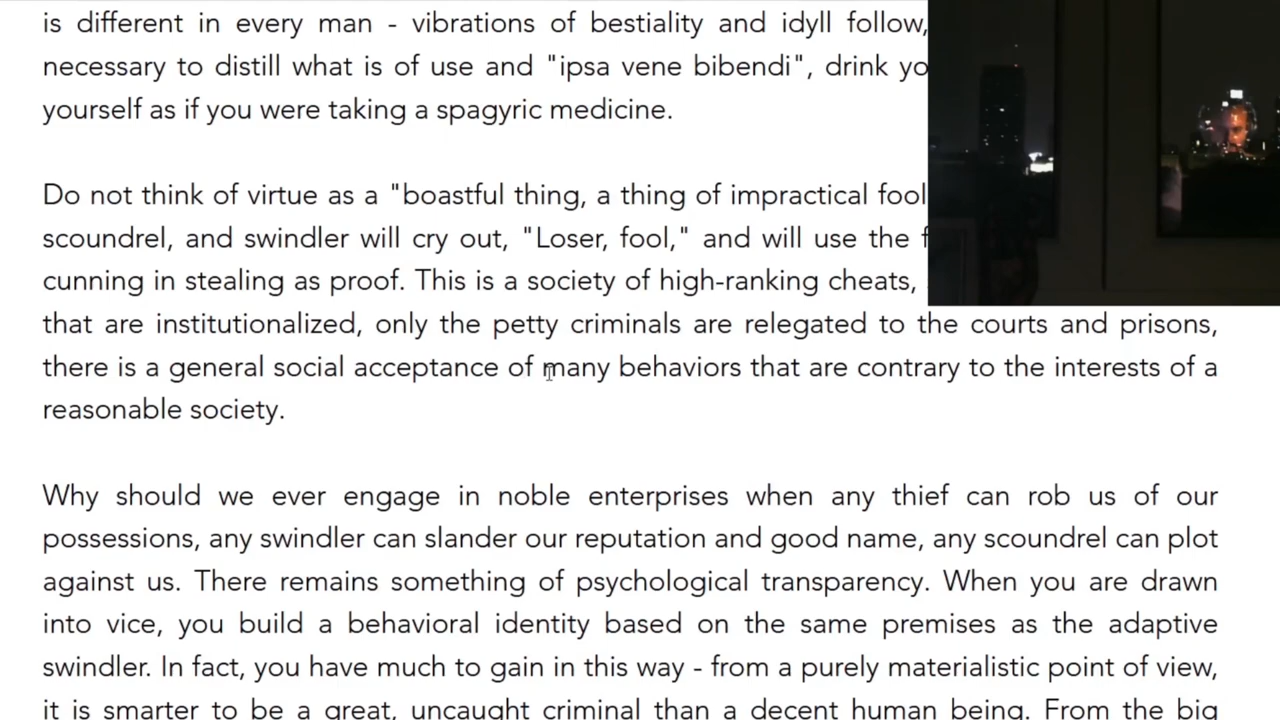 is different in every man - vibrations of bestiality and idyll follow,
necessary to distill what is of use and "ipsa vene bibendi", drink yo
yourself as if you were taking a spagyric medicine.
Do not think of virtue as a "boastful thing, a thing of impractical fool
scoundrel, and swindler will cry out, "Loser, fool," and will use the f
cunning in stealing as proof. This is a society of high-ranking cheats,
that are institutionalized, only the petty criminals are relegated to the courts and prisons,
there is a general social acceptance of many behaviors that are contrary to the interests of a
reasonable society.
Why should we ever engage in noble enterprises when any thief can rob us of our
possessions, any swindler can slander our reputation and good name, any scoundrel can plot
against us. There remains something of psychological transparency. When you are drawn
into vice, you build a behavioral identity based on the same premises as the adaptive
swindler. In fact, you have much to gain in this way - from a purely materialistic point of view,
it is smarter to be a great, uncaught criminal than a decent human being. From the big